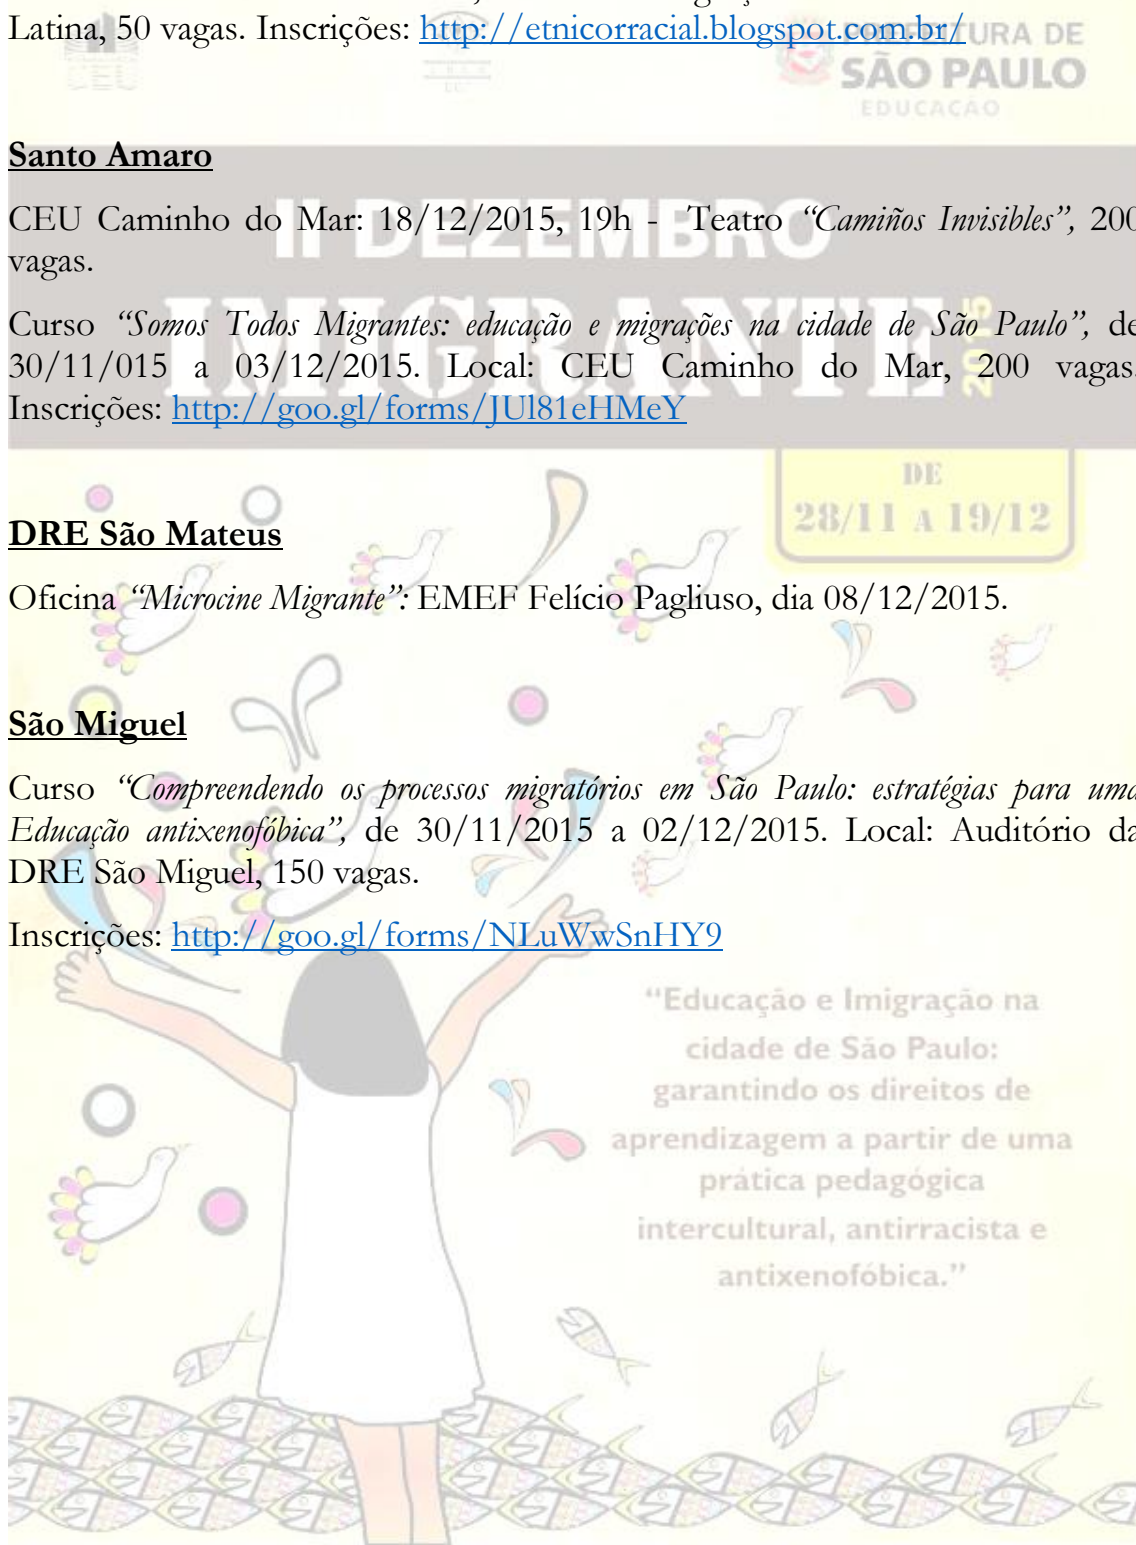 Latina, 50 vagas. Inscrições: http://etnicorracial.blogspot.com.br/
CEU
PREFEITURA DE
SÃO PAULO
EDUCAÇÃO
Santo Amaro
CEU Caminho do Mar: 18/12/2015, 19h - Teatro “Camiños Invisibles”, 200
vagas.
II DEZEMBRO
IMIGRANTE 2015
Curso “Somos Todos Migrantes: educação e migrações na cidade de São Paulo”, de
30/11/015 a 03/12/2015. Local: CEU Caminho do Mar, 200 vagas.
Inscrições: http://goo.gl/forms/JUl81eHMeY
DE
28/11 A 19/12
DRE São Mateus
Oficina “Microcine Migrante”: EMEF Felício Pagliuso, dia 08/12/2015.
São Miguel
Curso “Compreendendo os processos migratórios em São Paulo: estratégias para uma
Educação antixenofóbica”, de 30/11/2015 a 02/12/2015. Local: Auditório da
DRE São Miguel, 150 vagas.
Inscrições: http://goo.gl/forms/NLuWwSnHY9
“Educação e Imigração na
cidade de São Paulo:
garantindo os direitos de
aprendizagem a partir de uma
prática pedagógica
intercultural, antirracista e
antixenofóbica.”